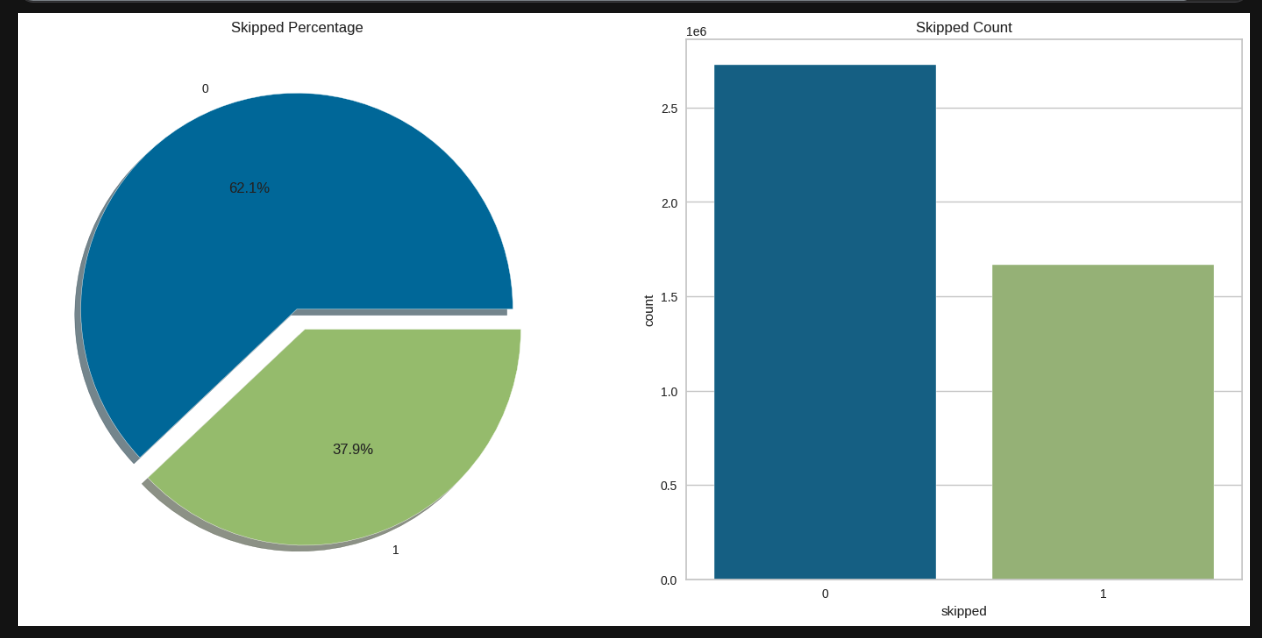 Skipped Percentage
0
62.1%
37.9%
1
Skipped Count
1e6
2.5
2.0
1.5
1.0
0.5
0.0
count
0 1
skipped